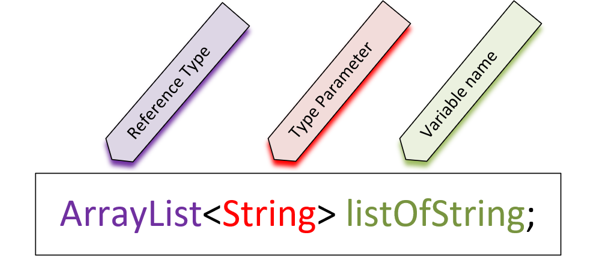 Reference Type
Type Parameter
Variable name
ArrayList<String> listOfString;